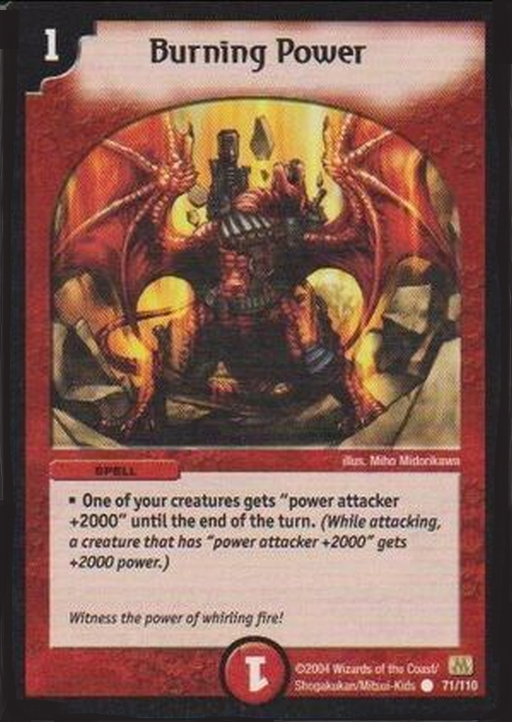 1
Burning Power
illus. Miho Midorikawa
SPELL
▪ One of your creatures gets "power attacker
+2000" until the end of the turn. (While attacking,
a creature that has "power attacker +2000" gets
+2000 power.)
Witness the power of whirling fire!
1
©2004 Wizards of the Coast/
Shogakukan/Mitsui-Kids ● 71/110